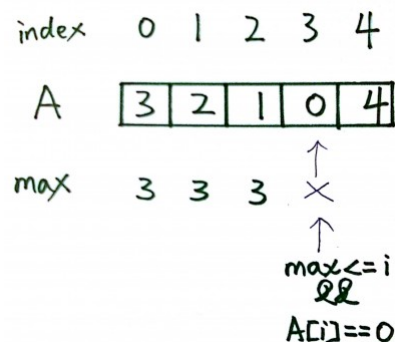 index 0 1 2 3 4
A 3 2 1 0 4
max 3 3 3 ×
max<=i
&&
A[i]==0